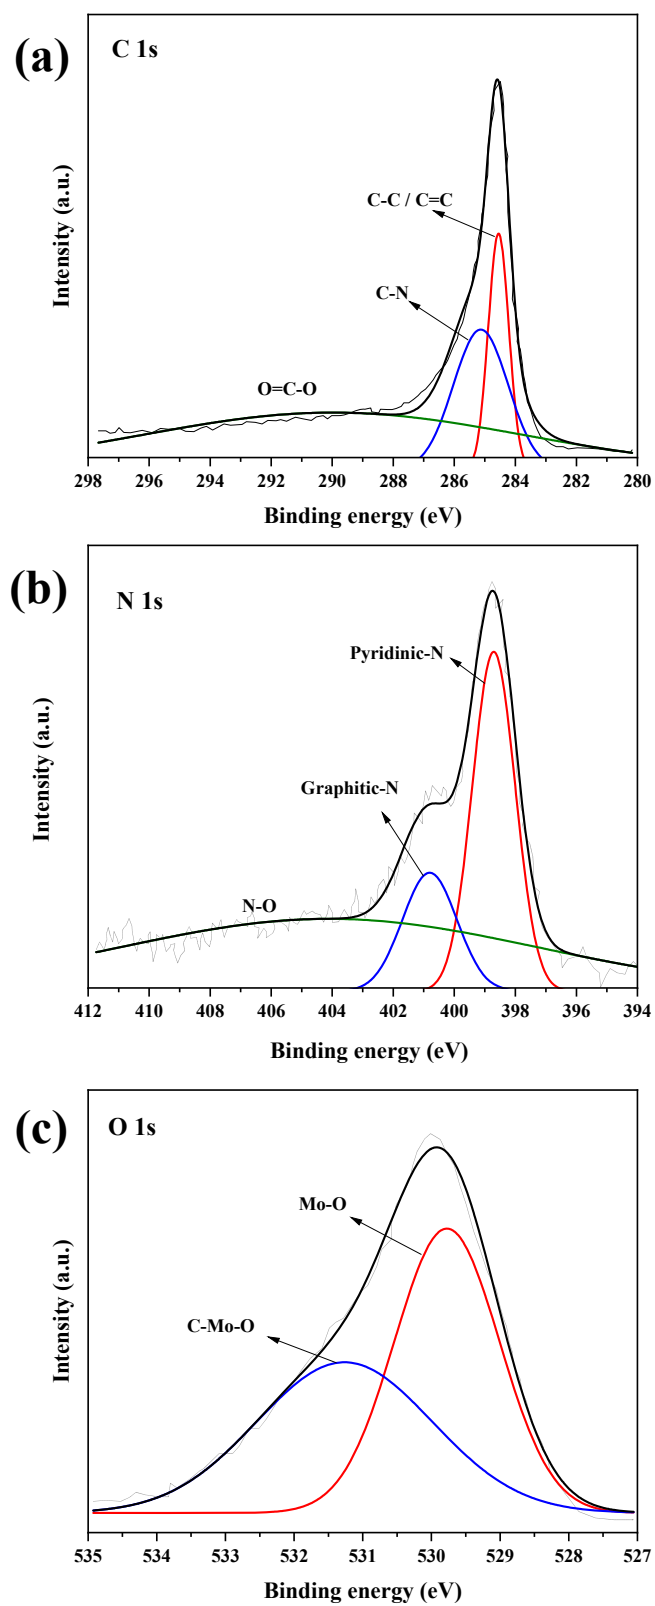 (a)
C 1s
C-C / C=C
C-N
O=C-O
Intensity (a.u.)
298 296 294 292 290 288 286 284 282 280
Binding energy (eV)
(b)
N 1s
Pyridinic-N
Graphitic-N
N-O
Intensity (a.u.)
412 410 408 406 404 402 400 398 396 394
Binding energy (eV)
(c)
O 1s
Mo-O
C-Mo-O
Intensity (a.u.)
535 534 533 532 531 530 529 528 527
Binding energy (eV)